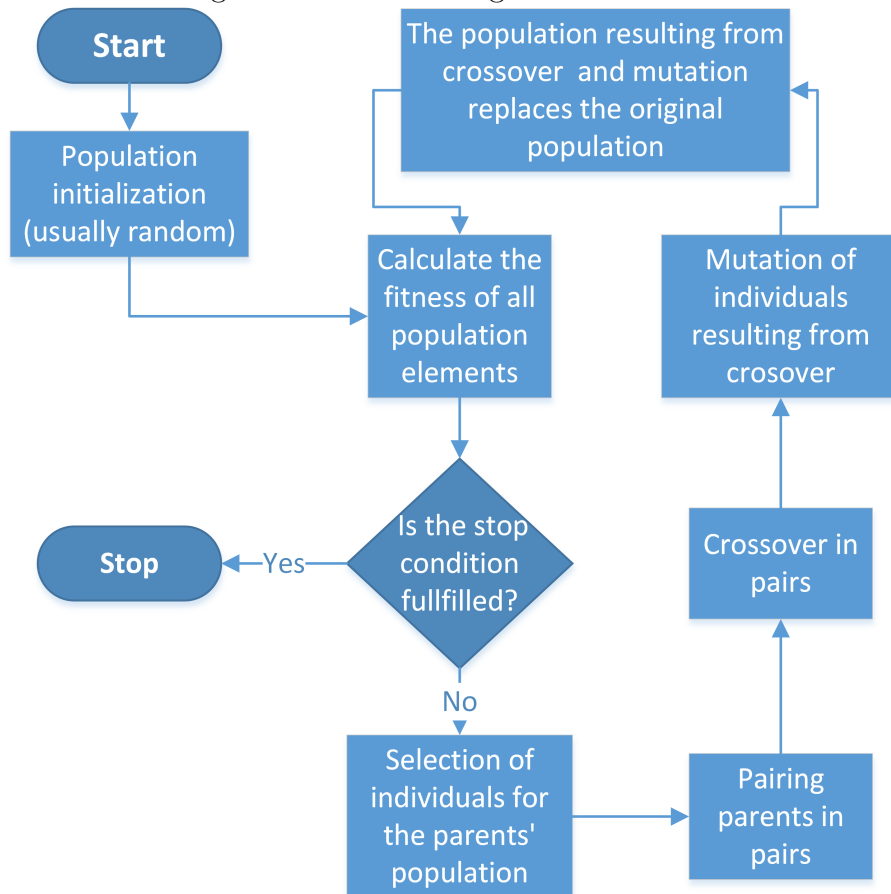 Start
Population
initialization
(usually random)
The population resulting from
crossover and mutation
replaces the original
population
Calculate the
fitness of all
population
elements
Mutation of
individuals
resulting from
crosover
Is the stop
condition
fullfilled?
Yes
Stop
No
Crossover in
pairs
Selection of
individuals for
the parents'
population
Pairing
parents in
pairs